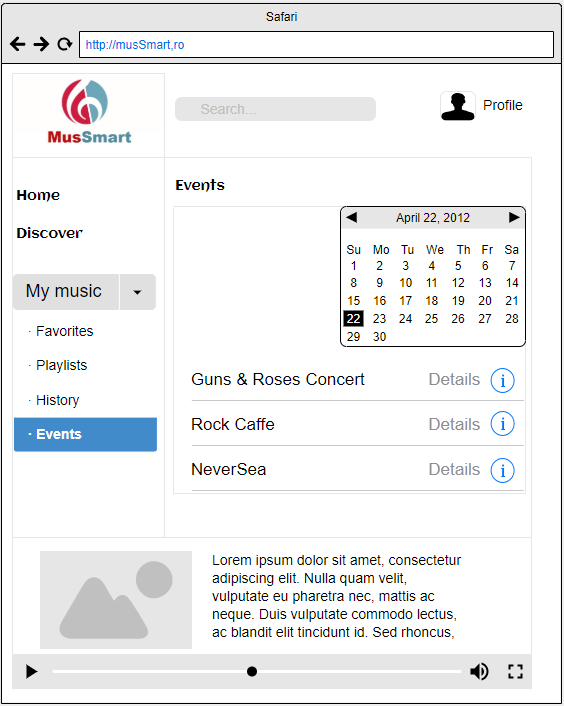 Safari
http://musSmart,ro
MusSmart
Search...
Profile
Home
Discover
My music
· Favorites
· Playlists
· History
· Events
Events
April 22, 2012
Su Mo Tu We Th Fr Sa
1 2 3 4 5 6 7
8 9 10 11 12 13 14
15 16 17 18 19 20 21
22 23 24 25 26 27 28
29 30
Guns & Roses Concert Details i
Rock Caffe Details i
NeverSea Details i
Lorem ipsum dolor sit amet, consectetur
adipiscing elit. Nulla quam velit,
vulputate eu pharetra nec, mattis ac
neque. Duis vulputate commodo lectus,
ac blandit elit tincidunt id. Sed rhoncus,